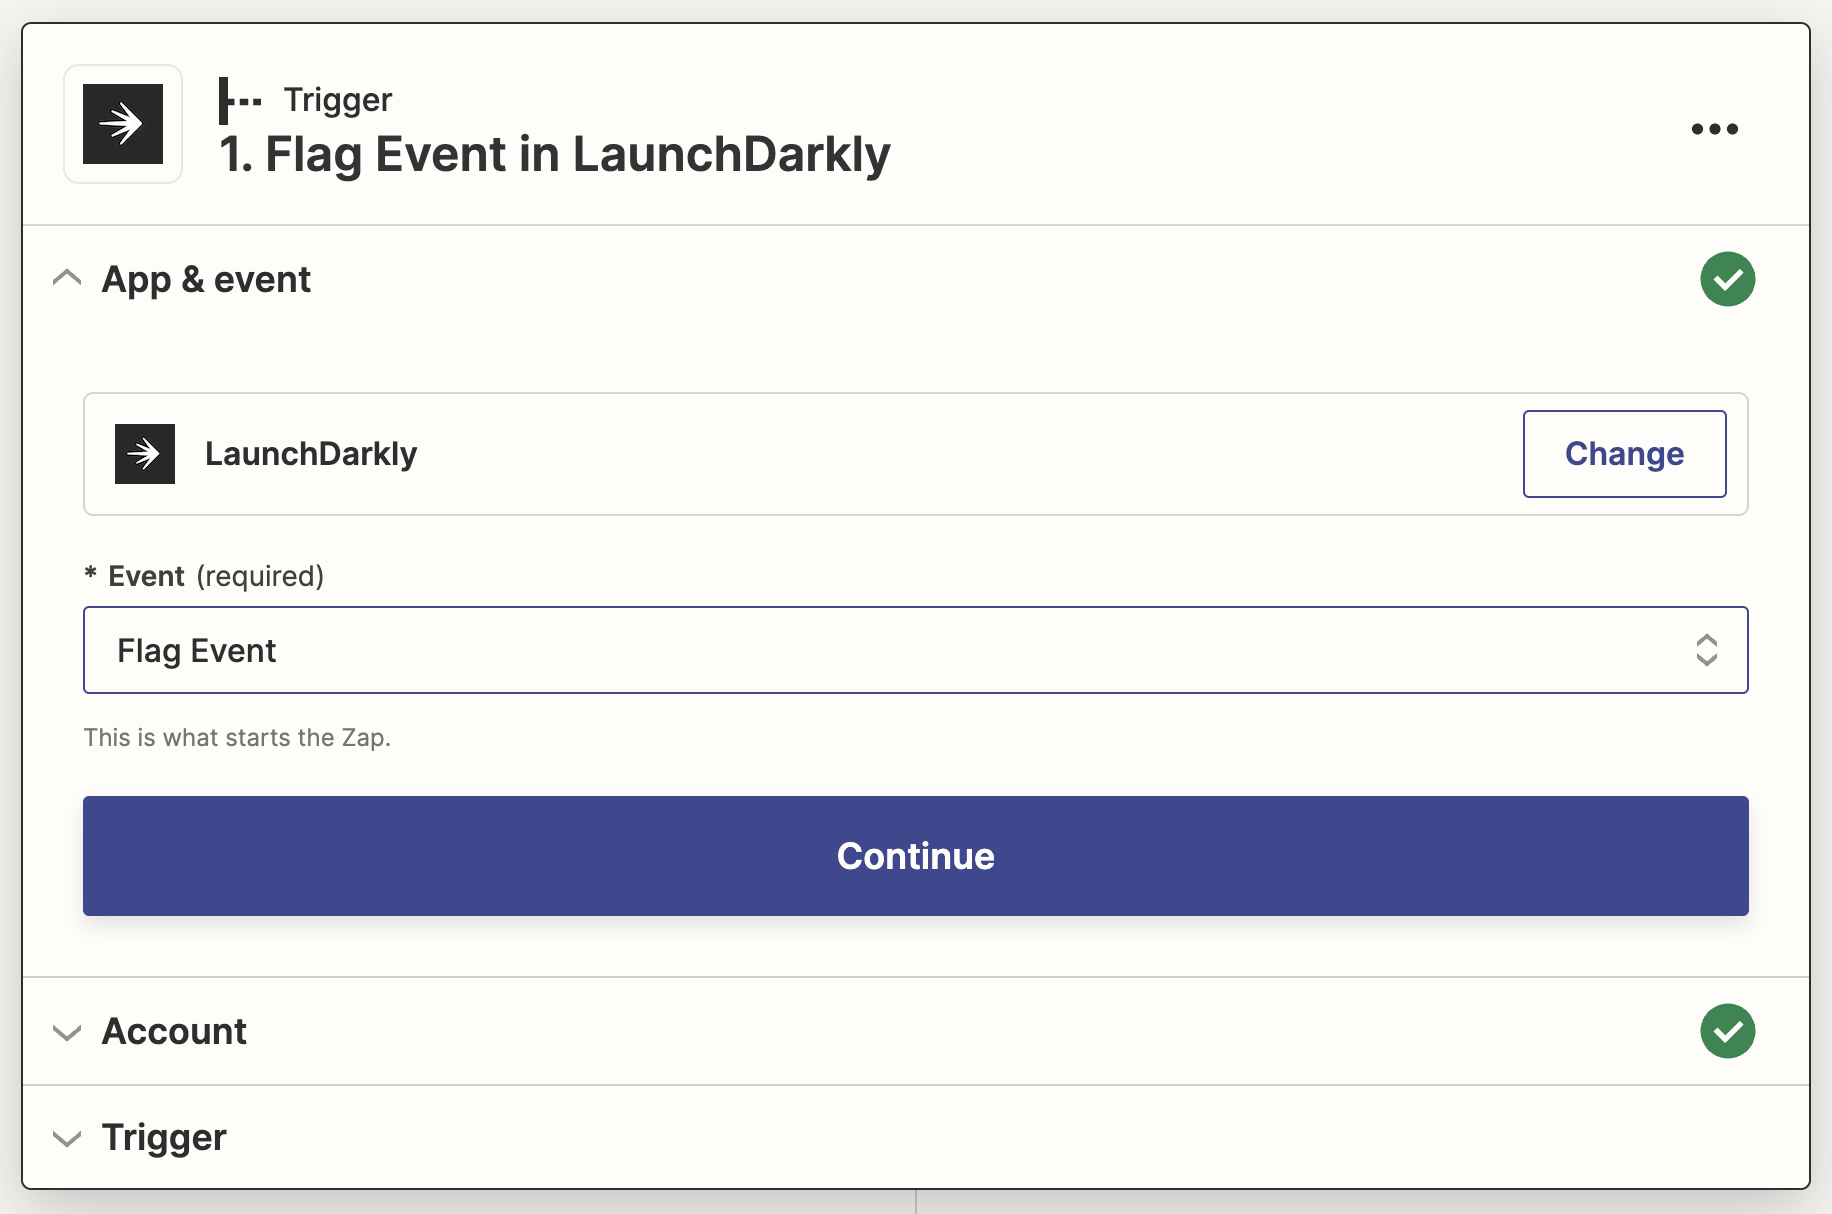 Trigger
1. Flag Event in LaunchDarkly
App & event
LaunchDarkly
Change
* Event (required)
Flag Event
This is what starts the Zap.
Continue
Account
Trigger